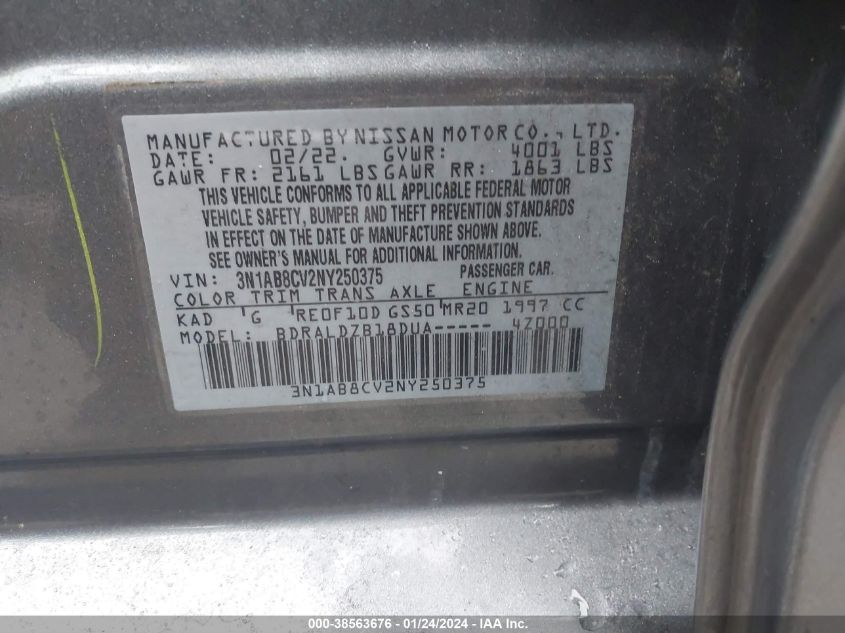 MANUFACTURED BY NISSAN MOTOR CO., LTD.
DATE: 02/22. GVWR: 4001 LBS
GAWR FR: 2161 LBS GAWR RR: 1863 LBS
THIS VEHICLE CONFORMS TO ALL APPLICABLE FEDERAL MOTOR
VEHICLE SAFETY, BUMPER AND THEFT PREVENTION STANDARDS
IN EFFECT ON THE DATE OF MANUFACTURE SHOWN ABOVE.
SEE OWNER'S MANUAL FOR ADDITIONAL INFORMATION.
VIN: 3N1AB8CV2NY250375 PASSENGER CAR.
COLOR TRIM TRANS AXLE ENGINE
KAD G RE0F10D GS50 MR20 1997 CC
MODEL: BDRALDZB18DUA----- 4Z000
3N1AB8CV2NY250375
000-38563676 - 01/24/2024 - IAA Inc.